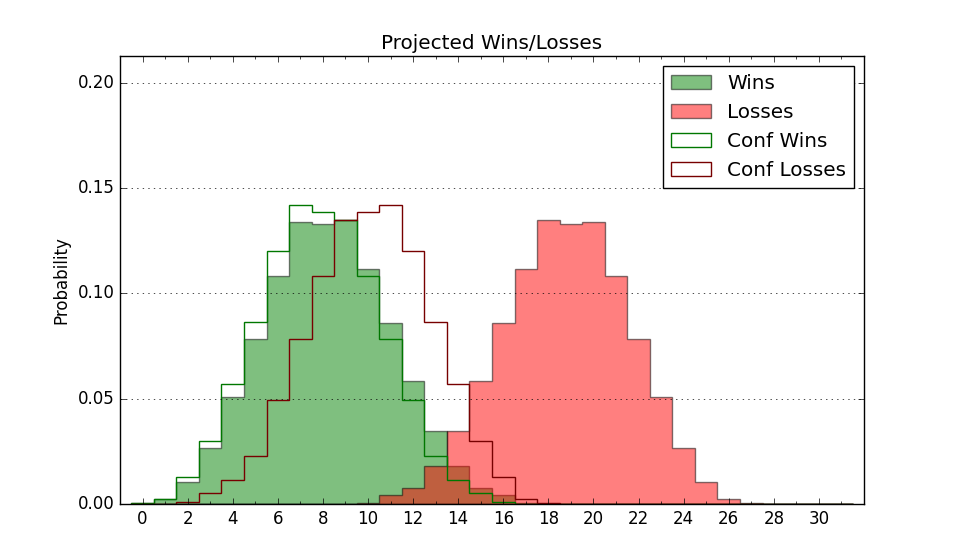 Projected Wins/Losses
Wins
Losses
Conf Wins
Conf Losses
Probability
0.20
0.15
0.10
0.05
0.00
0 2 4 6 8 10 12 14 16 18 20 22 24 26 28 30